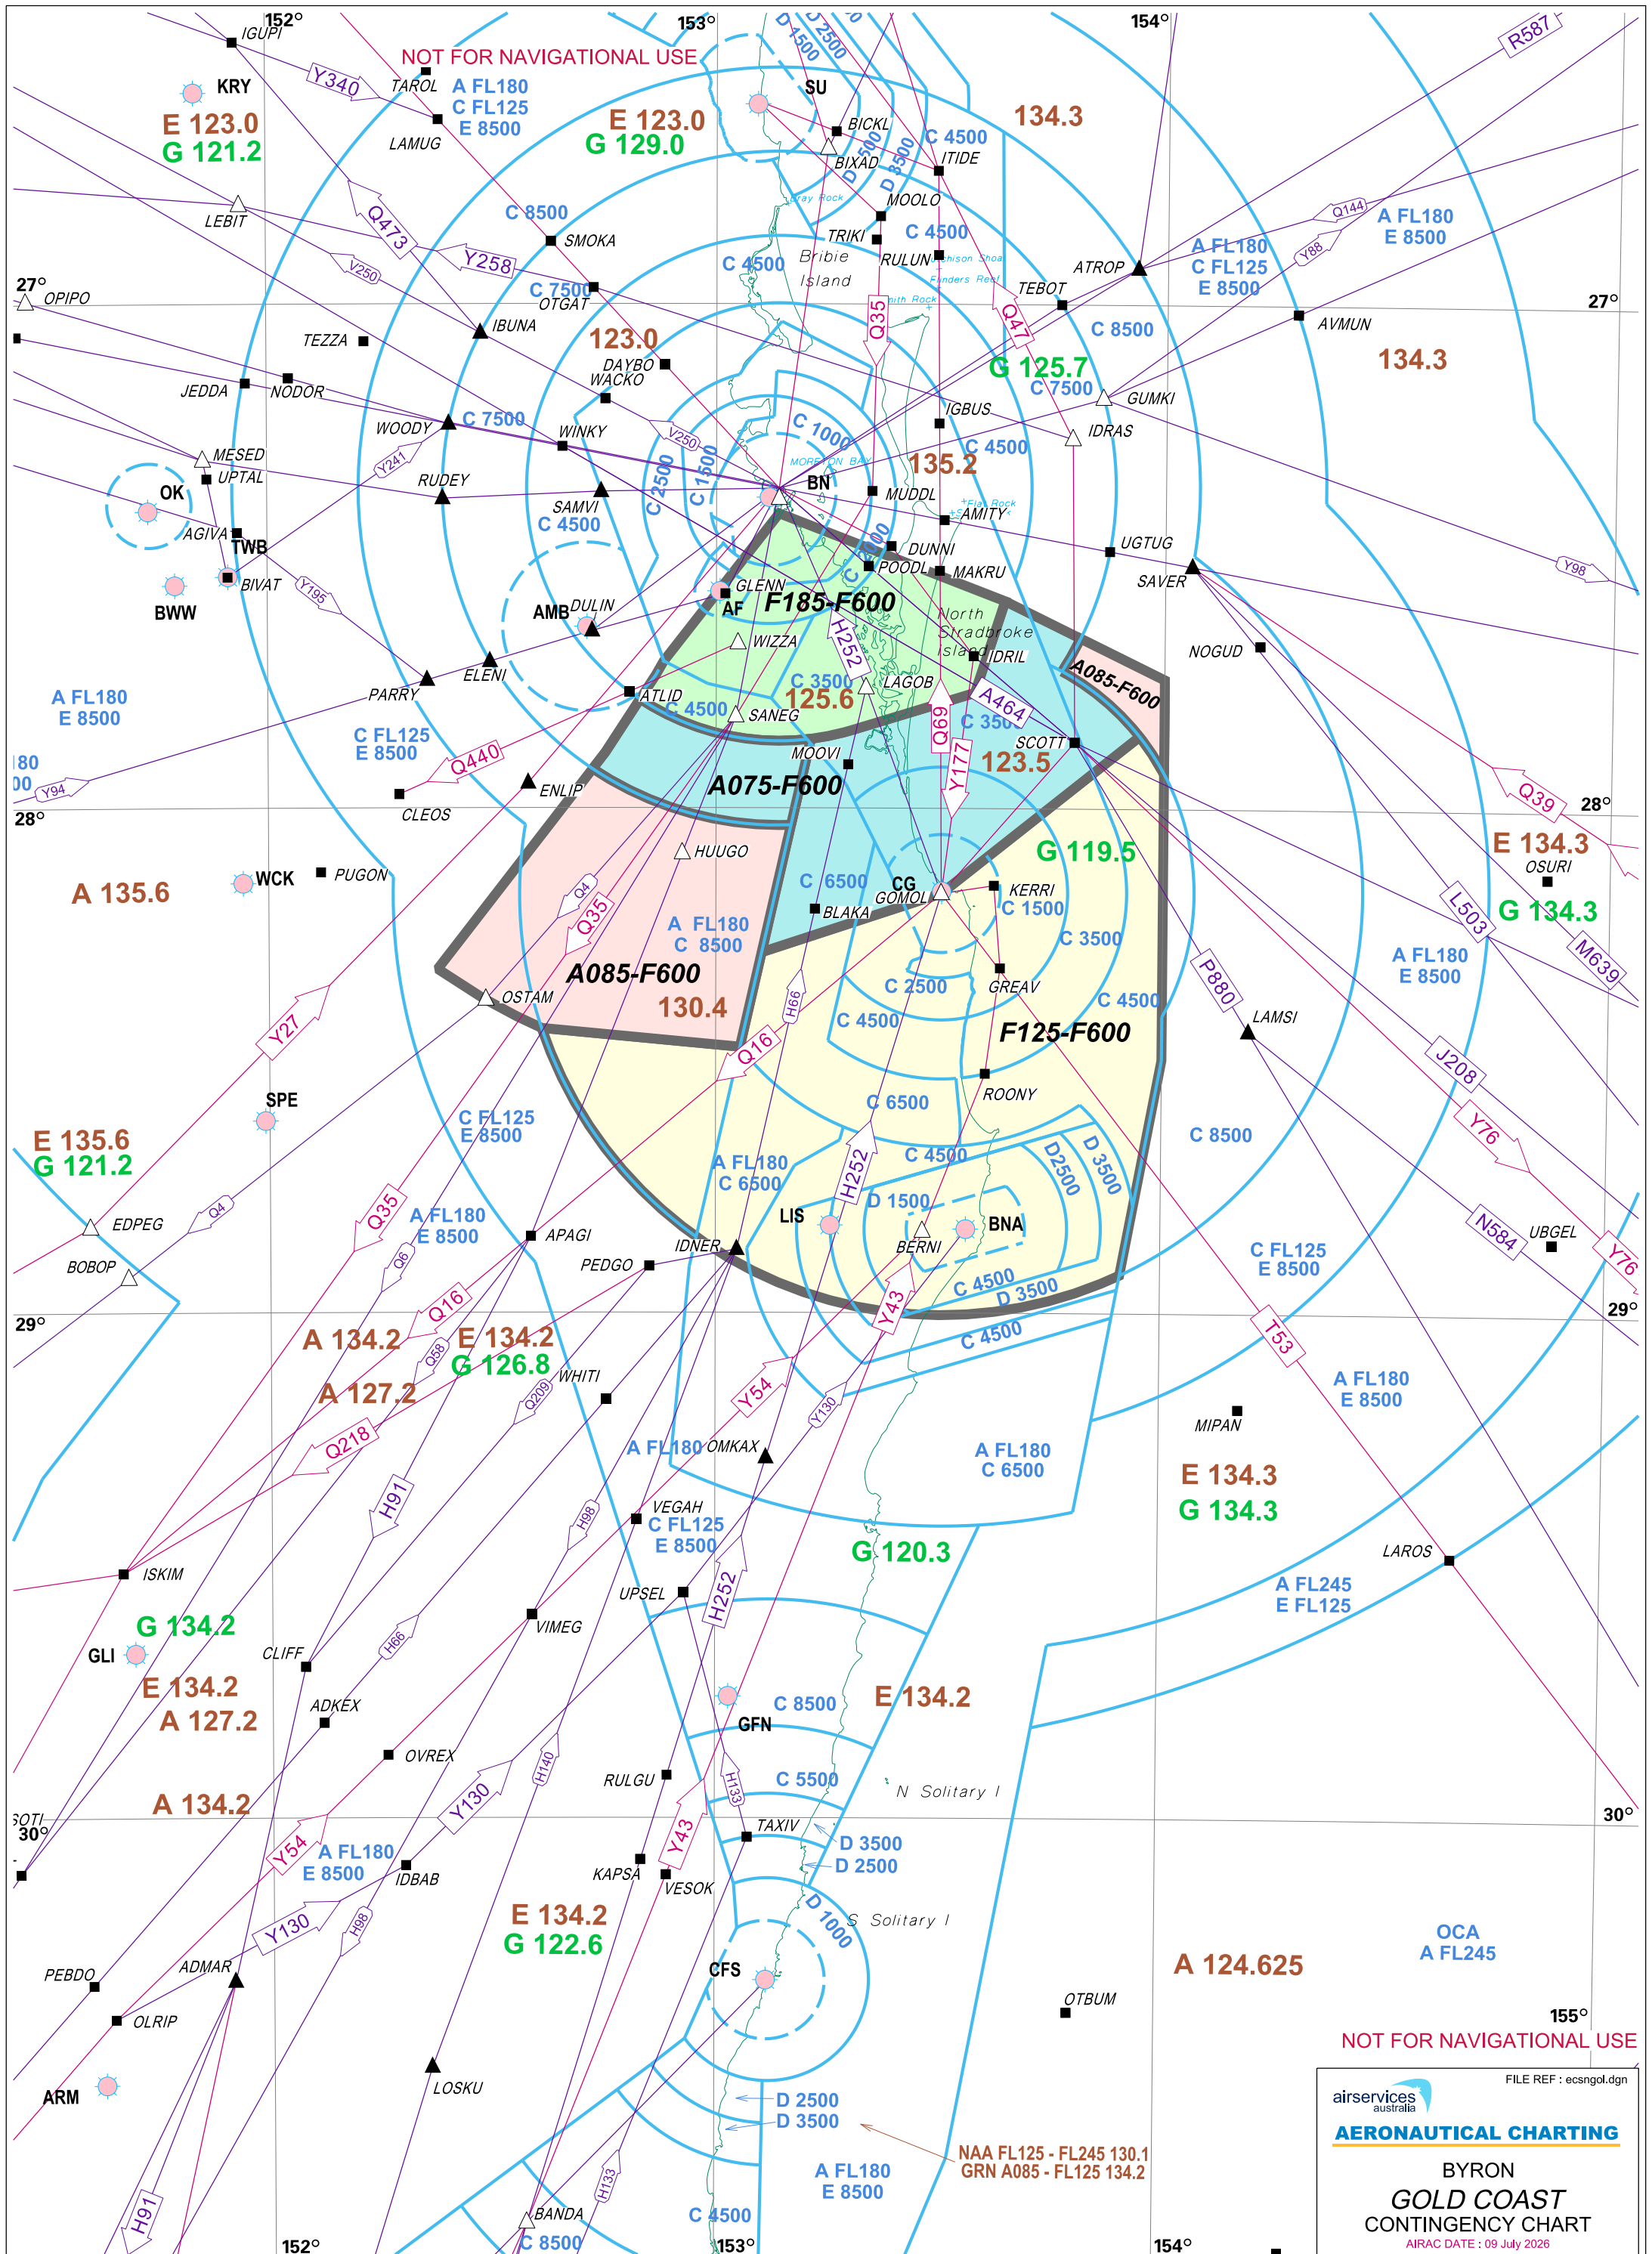 152°
153°
154°
IGUPI
NOT FOR NAVIGATIONAL USE
D 1500
D 2500
R587
KRY
Y340
TAROL
A FL180
C FL125
E 8500
SU
E 123.0
G 121.2
LAMUG
E 123.0
G 129.0
BICKL
BIXAD
C 4500
134.3
ITIDE
D 3500
Q473
LEBIT
C 8500
SMOKA
MOOLO
TRIKI
C 4500
RULUN
Q144
Y88
A FL180
E 8500
V250
Y258
C 4500
Bribie
Island
A FL180
C FL125
E 8500
ATROP
27°
OPIPO
C 7500
OTGAT
TEBOT
27°
IBUNA
TEZZA
123.0
Q35
Q47
C 8500
AVMUN
DAYBO
WACKO
G 125.7
134.3
JEDDA
NODOR
C 7500
GUMKI
WOODY
C 7500
WINKY
V250
C 1000
IGBUS
C 4500
IDRAS
MESED
UPTAL
Y241
C 2500
C 1500
MORETON BAY
135.2
OK
RUDEY
SAMVI
BN
MUDDL
Flat Rock
AMITY
C 4500
AGIVA
TWB
DUNNI
POODL
MAKRU
UGTUG
SAVER
Y98
BIVAT
BWW
Y195
AMB
DULIN
GLENN
AF
F185-F600
North
Stradbroke
Island
WIZZA
H252
IDRIL
NOGUD
ELENI
PARRY
A085-F600
A FL180
E 8500
ATLID
C 3500
125.6
LAGOB
A464
C 4500
SANEG
Q69
C 3500
C FL125
E 8500
Q440
MOOVI
Y177
SCOTT
123.5
Y94
ENLIP
A075-F600
Q39
28°
CLEOS
28°
HUUGO
G 119.5
E 134.3
OSURI
WCK
PUGON
A 135.6
C 6500
CG
GOMOL
KERRI
C 1500
Q4
BLAKA
G 134.3
Q35
A FL180
C 8500
C 3500
L503
M639
A FL180
E 8500
A085-F600
C 2500
GREAV
P880
OSTAM
130.4
H66
C 4500
C 4500
LAMSI
Y27
F125-F600
Q16
J208
ROONY
SPE
C 6500
C FL125
E 8500
Y76
C 8500
E 135.6
G 121.2
C 4500
D2500
D 3500
A FL180
C 6500
H252
D 1500
Q35
Q4
A FL180
E 8500
LIS
BNA
EDPEG
APAGI
IDNER
BERNI
N584
UBGEL
BOBOP
PEDGO
C FL125
E 8500
Q6
C 4500
D 3500
Y76
Q16
Y43
29°
29°
A 134.2
E 134.2
G 126.8
C 4500
T53
Q58
A 127.2
WHITI
Y54
Q209
Y130
A FL180
E 8500
MIPAN
Q218
A FL180
OMKAX
A FL180
C 6500
E 134.3
G 134.3
H91
VEGAH
C FL125
E 8500
H98
G 120.3
LAROS
ISKIM
UPSEL
H252
A FL245
E FL125
G 134.2
VIMEG
GLI
CLIFF
H66
E 134.2
A 127.2
ADKEX
C 8500
E 134.2
GFN
OVREX
H140
RULGU
C 5500
H133
N Solitary I
A 134.2
Y130
SOTI
30°
TAXIV
30°
Y54
A FL180
E 8500
Y43
D 3500
D 2500
IDBAB
KAPSA
VESOK
Y130
H98
E 134.2
G 122.6
D 1000
S Solitary I
OCA
A FL245
PEBDO
ADMAR
CFS
A 124.625
OTBUM
OLRIP
155°
NOT FOR NAVIGATIONAL USE
ARM
LOSKU
D 2500
D 3500
FILE REF : ecsngol.dgn
airservices
australia
AERONAUTICAL CHARTING
NAA FL125 - FL245 130.1
GRN A085 - FL125 134.2
H133
A FL180
E 8500
BYRON
GOLD COAST
CONTINGENCY CHART
AIRAC DATE : 09 July 2026
H91
BANDA
C 4500
C 8500
152°
153°
154°